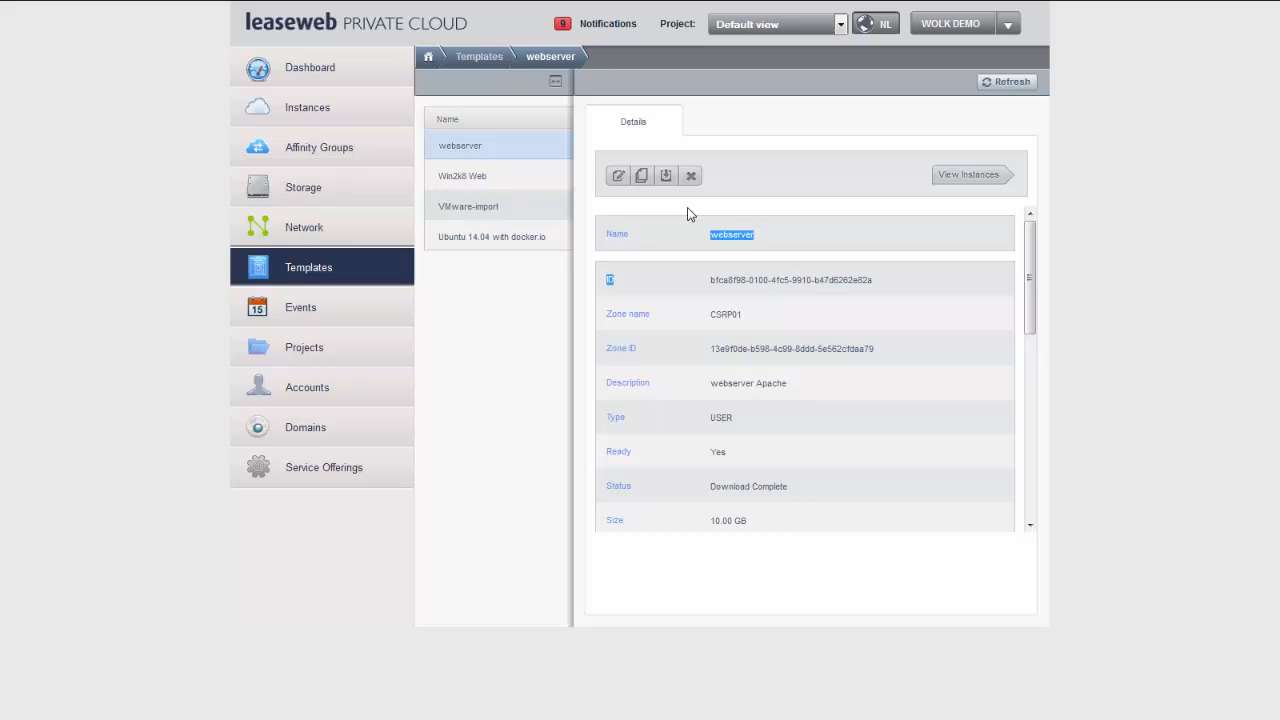 leaseweb PRIVATE CLOUD
9 Notifications Project: Default view NL WOLK DEMO
Templates webserver
Refresh
Dashboard
Instances
Affinity Groups
Storage
Network
Templates
15 Events
Projects
Accounts
Domains
Service Offerings
Name
webserver
Win2k8 Web
VMware-import
Ubuntu 14.04 with docker.io
Details
View Instances
Name webserver
ID bfca8f98-0100-4fc5-9910-b47d6262e82a
Zone name CSRP01
Zone ID 13e9f0de-b598-4c99-8ddd-5e562cfdaa79
Description webserver Apache
Type USER
Ready Yes
Status Download Complete
Size 10.00 GB